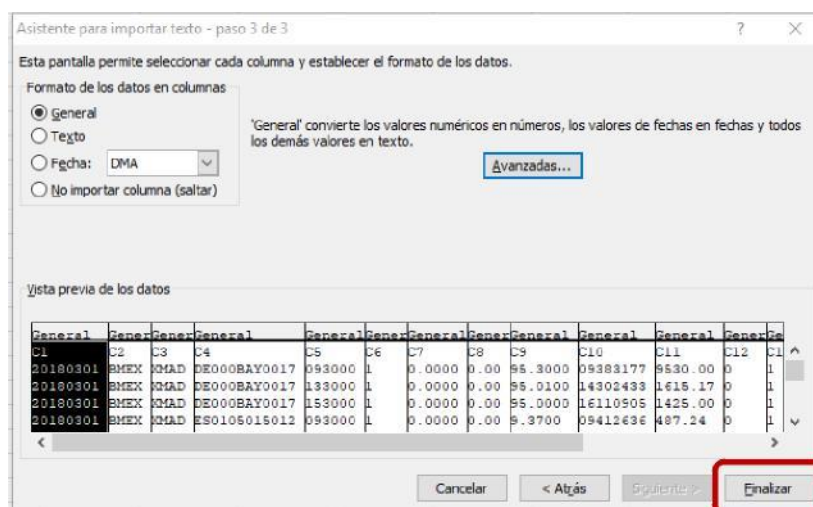 Asistente para importar texto - paso 3 de 3 ?
Esta pantalla permite seleccionar cada columna y establecer el formato de los datos.
Formato de los datos en columnas
General
Texto
Fecha: DMA
No importar columna (saltar)
'General' convierte los valores numéricos en números, los valores de fechas en fechas y todos
los demás valores en texto.
Avanzadas...
Vista previa de los datos
General GenerGenerGeneral GeneralGenerGeneralGenerGeneral General General GenerGe
C1 C2 C3 C4 C5 C6 C7 C8 C9 C10 C11 C12 C1
20180301 BMEX XMAD DE000BAY0017 093000 1 0.0000 0.00 95.3000 09383177 9530.00 0 1
20180301 BMEX XMAD DE000BAY0017 133000 1 0.0000 0.00 95.0100 14302433 1615.17 0 1
20180301 BMEX XMAD DE000BAY0017 153000 1 0.0000 0.00 95.0000 16110905 1425.00 0 1
20180301 BMEX XMAD ES0105015012 093000 1 0.0000 0.00 9.3700 09412636 487.24 0 1
Cancelar < Atrás Siguiente > Finalizar